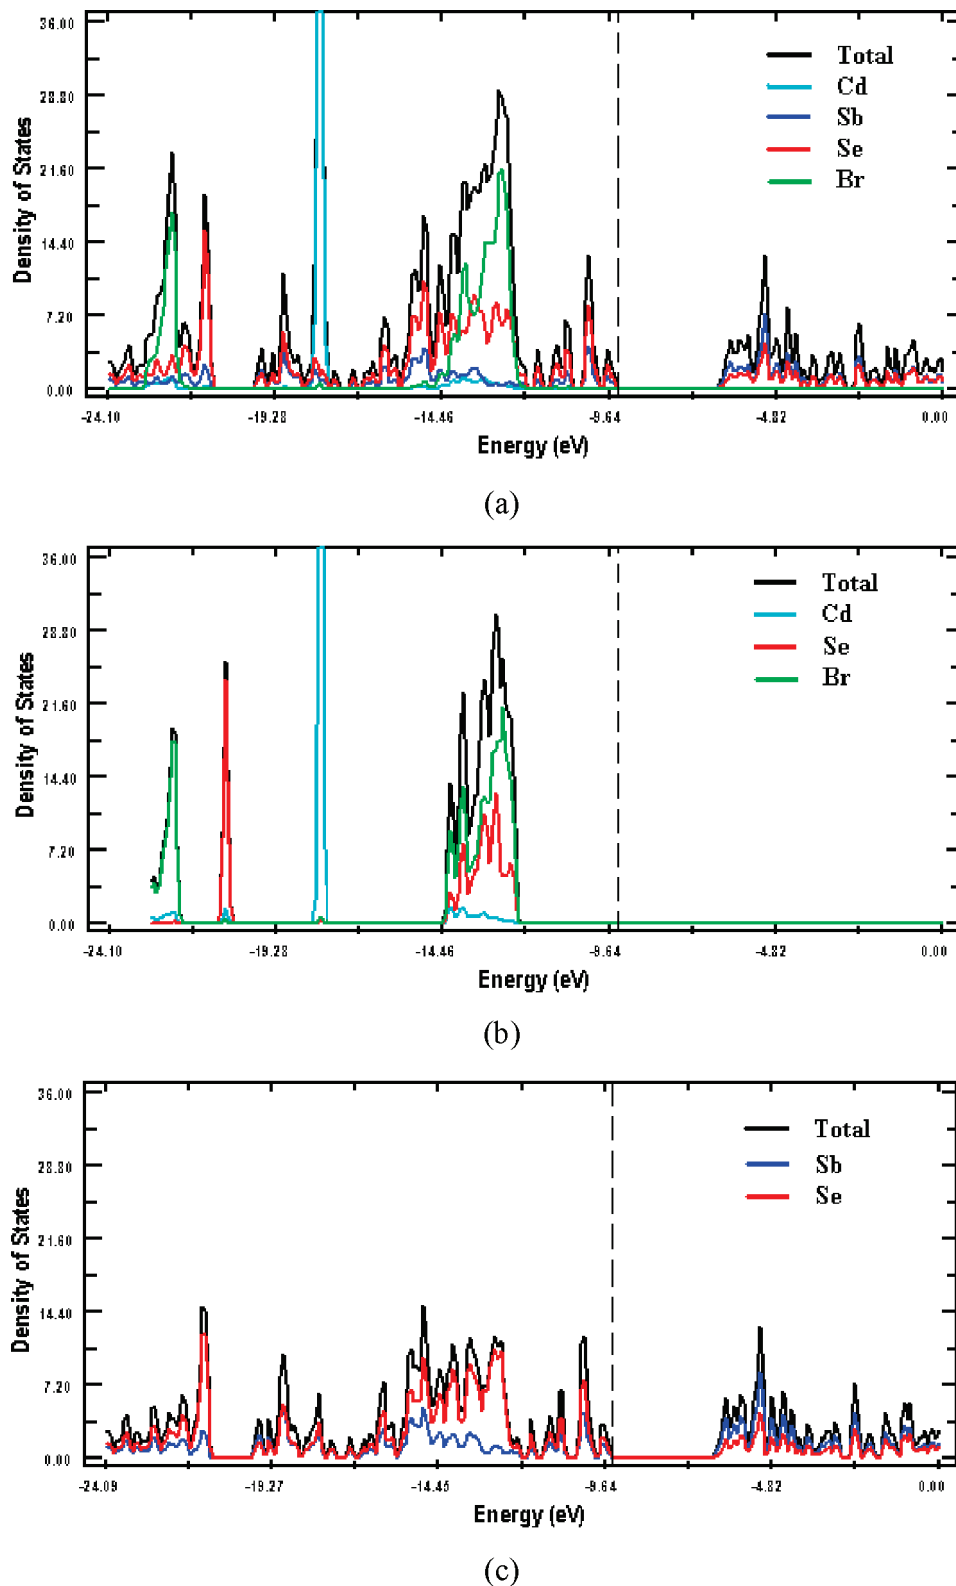 36.00
28.80
21.60
14.40
7.20
0.00
Density of States
Total
Cd
Sb
Se
Br
-24.10 -19.28 -14.46 -9.64 -4.82 0.00
Energy (eV)
(a)
36.00
28.80
21.60
14.40
7.20
0.00
Density of States
Total
Cd
Se
Br
-24.10 -19.28 -14.46 -9.64 -4.82 0.00
Energy (eV)
(b)
36.00
28.80
21.60
14.40
7.20
0.00
Density of States
Total
Sb
Se
-24.09 -19.27 -14.45 -9.64 -4.82 0.00
Energy (eV)
(c)